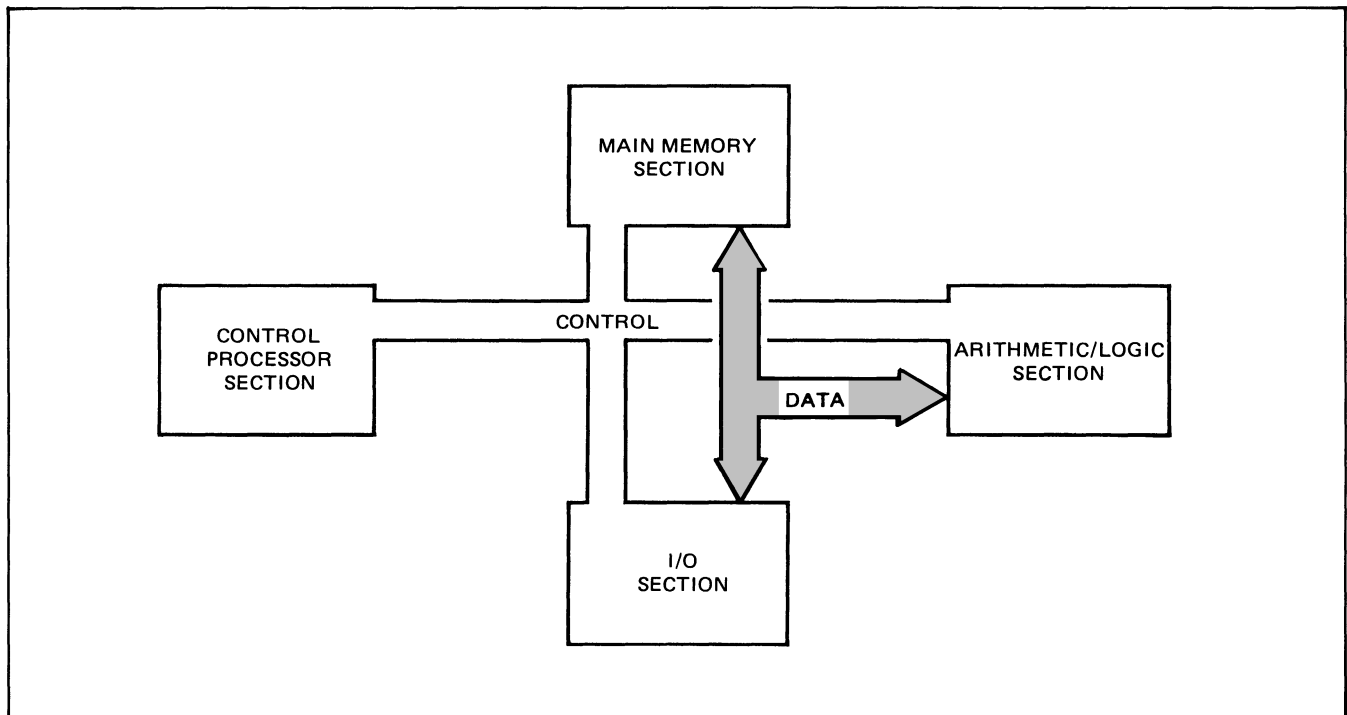 MAIN MEMORY
SECTION
CONTROL
PROCESSOR
SECTION
CONTROL
ARITHMETIC/LOGIC
SECTION
DATA
I/O
SECTION